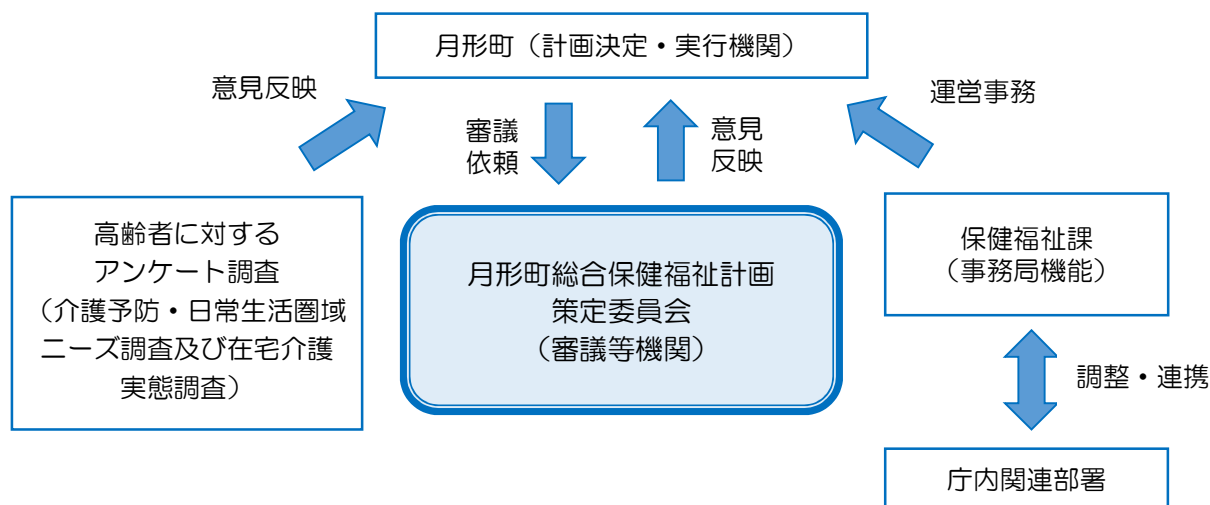 月形町（計画決定・実行機関）
意見反映
審議
依頼
意見
反映
運営事務
高齢者に対する
アンケート調査
（介護予防・日常生活圏域
ニーズ調査及び在宅介護
実態調査）
月形町総合保健福祉計画
策定委員会
（審議等機関）
保健福祉課
（事務局機能）
調整・連携
庁内関連部署